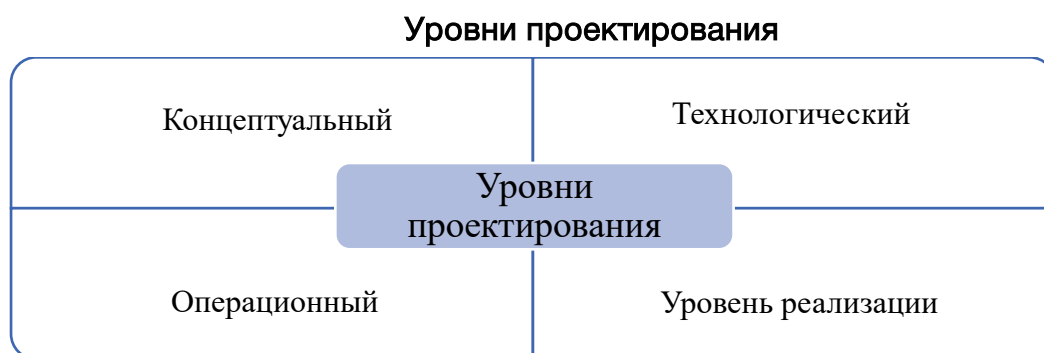 Уровни проектирования
Концептуальный
Технологический
Уровни
проектирования
Операционный
Уровень реализации